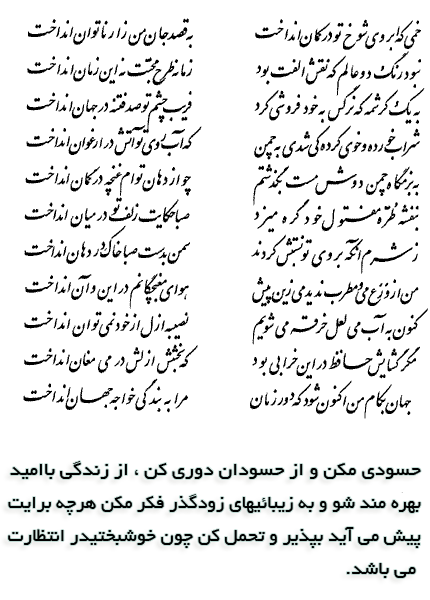 خمی که ابروی شوخ تو در کمان انداخت به قصد جان من زار ناتوان انداخت
نبود رنگ دو عالم که نقش الفت بود زمانه طرح محبت نه این زمان انداخت
به یک کرشمه که نرگس به خود فروشی کرد فریب چشم تو صد فتنه در جهان انداخت
شراب خورده و خوی کرده کی شدی به چمن که آب روی تو آتش در ارغوان انداخت
به بزمگاه چمن دوش مست بگذشتم چو از دهان توام غنچه در گمان انداخت
بنفشه طره مفتول خود گره میزد صبا حکایت زلف تو در میان انداخت
ز شرم آنکه بروی تو نسبتش کردند سمن بدست صبا خاک در دهان انداخت
من از ورع می و مطرب ندیدمی زین پیش هوای مغبچگانم در این و آن انداخت
کنون به آب می لعل خرقه می شویم نصیبه ازل از خود نمی توان انداخت
مگر گشایش حافظ در این خرابی بود که بخشش ازلش در می مغان انداخت
جهان بکام من اکنون شود که دور زمان مرا به بندگی خواجه جهان انداخت
حسودی مکن و از حسودان دوری کن ، از زندگی باامید
بهره مند شو و به زیبائیهای زودگذر فکر مکن هرچه برایت
پیش می آید بپذیر و تحمل کن چون خوشبختیدر انتظارت
می باشد.